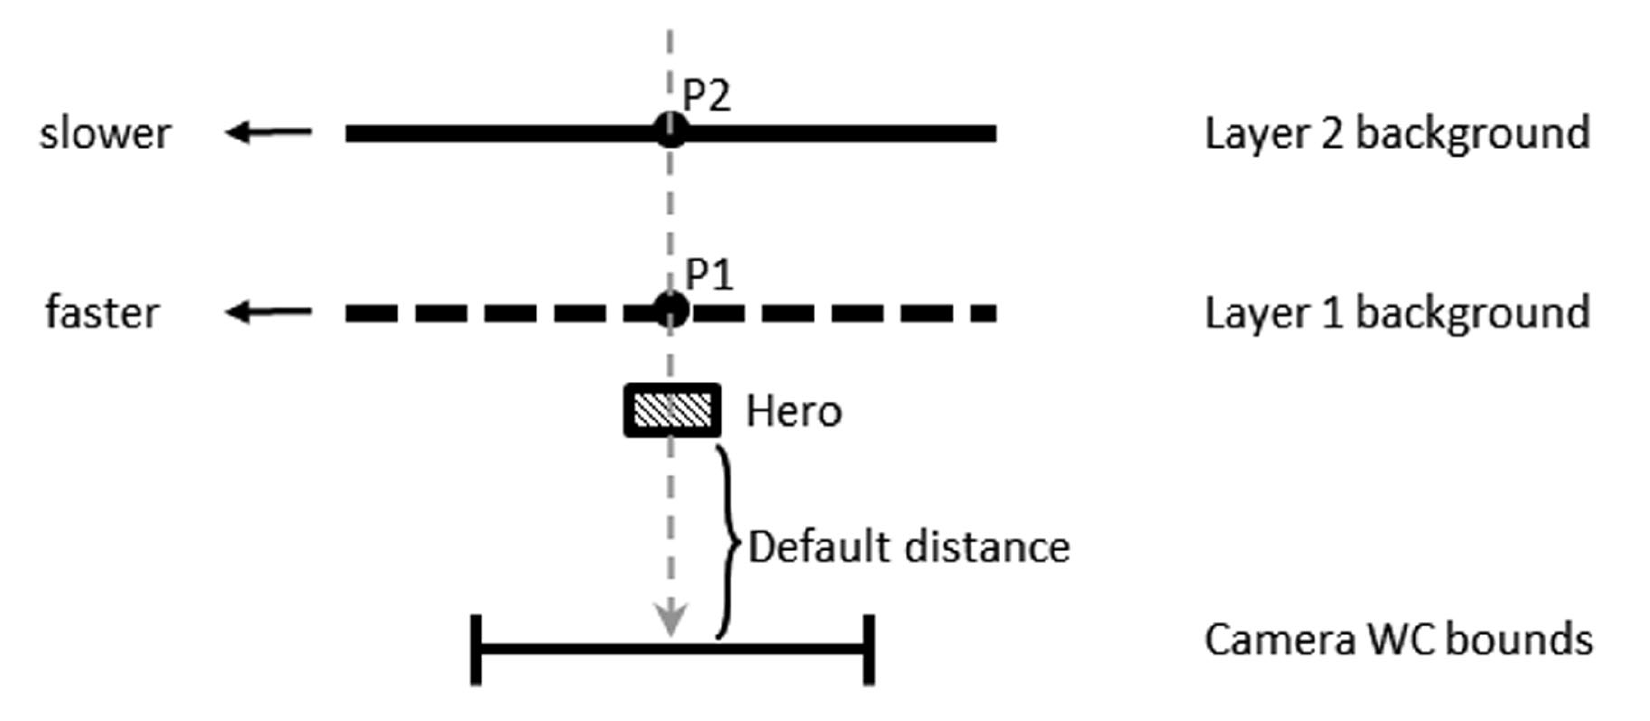 P2
slower
Layer 2 background
P1
faster
Layer 1 background
Hero
Default distance
Camera WC bounds